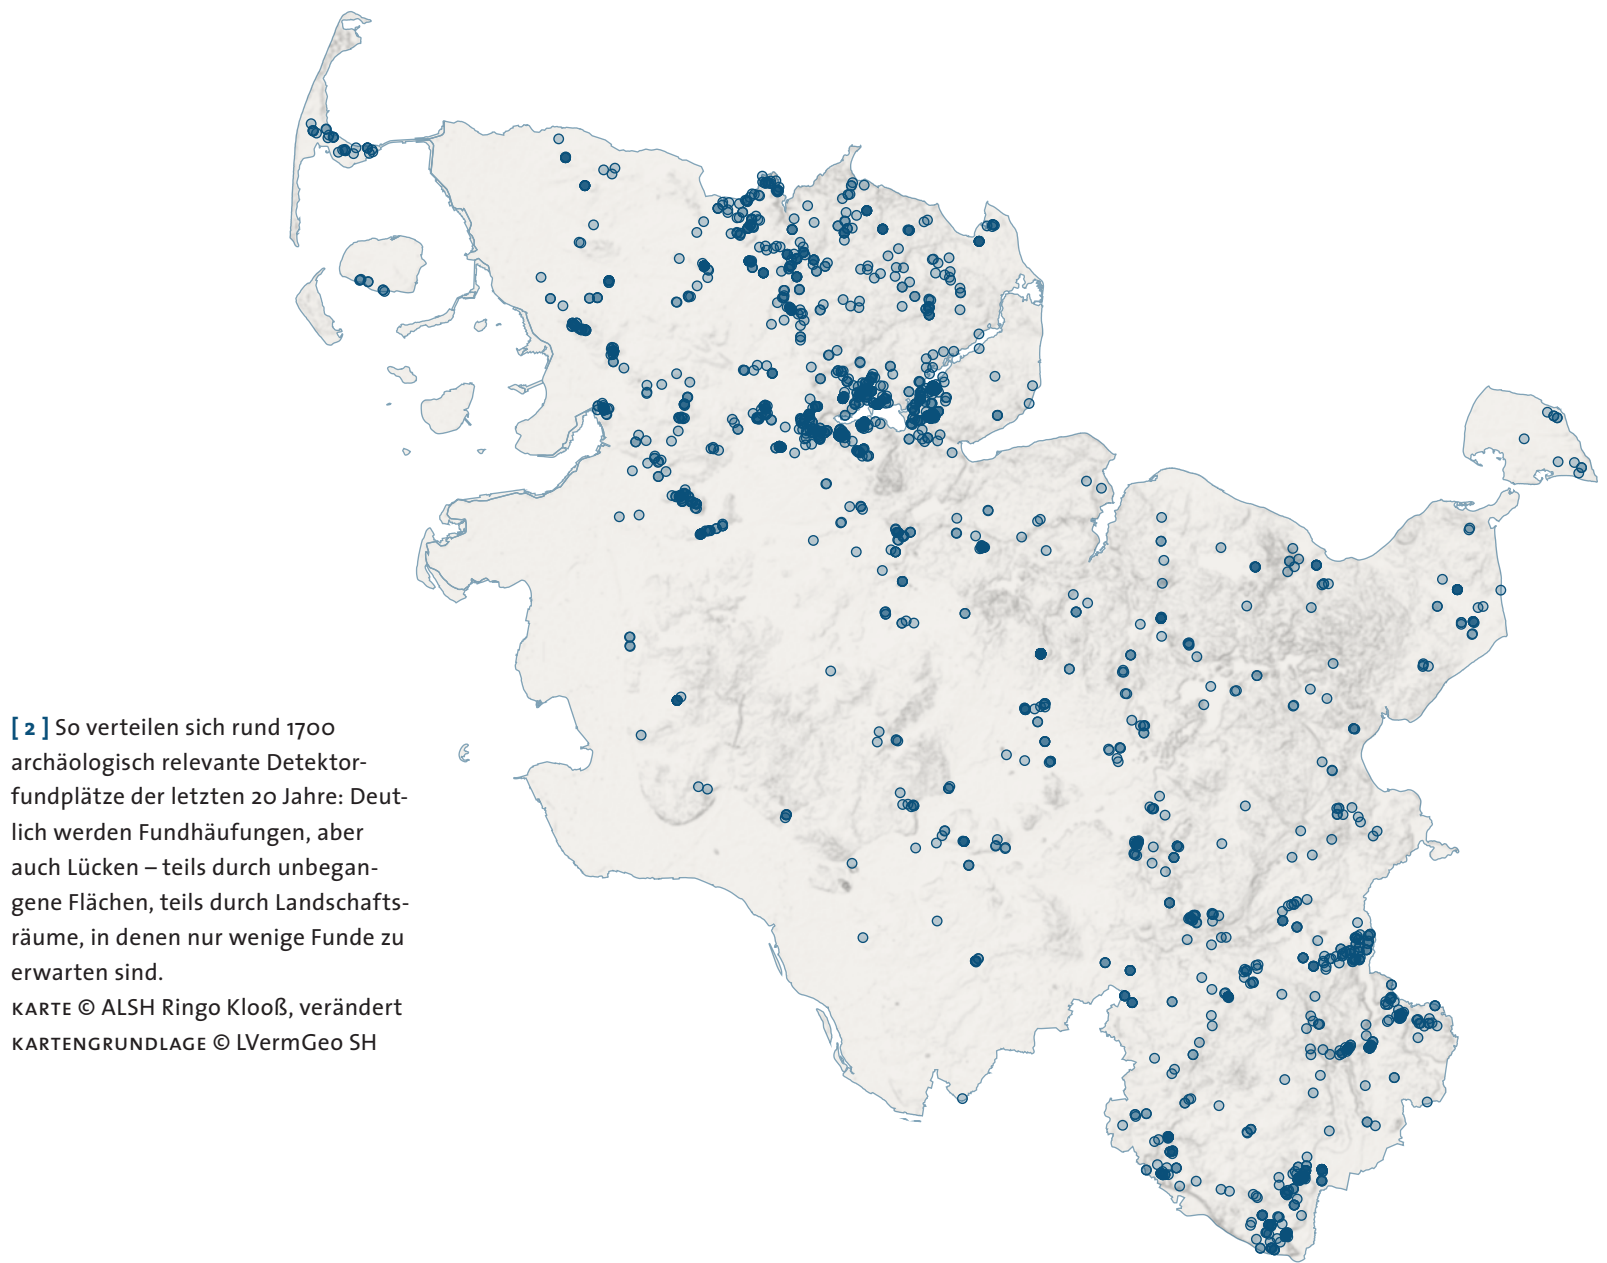 [ 2 ] So verteilen sich rund 1700
archäologisch relevante Detektor-
fundplätze der letzten 20 Jahre: Deut-
lich werden Fundhäufungen, aber
auch Lücken – teils durch unbegan-
gene Flächen, teils durch Landschafts-
räume, in denen nur wenige Funde zu
erwarten sind.
KARTE © ALSH Ringo Klooß, verändert
KARTENGRUNDLAGE © LVermGeo SH